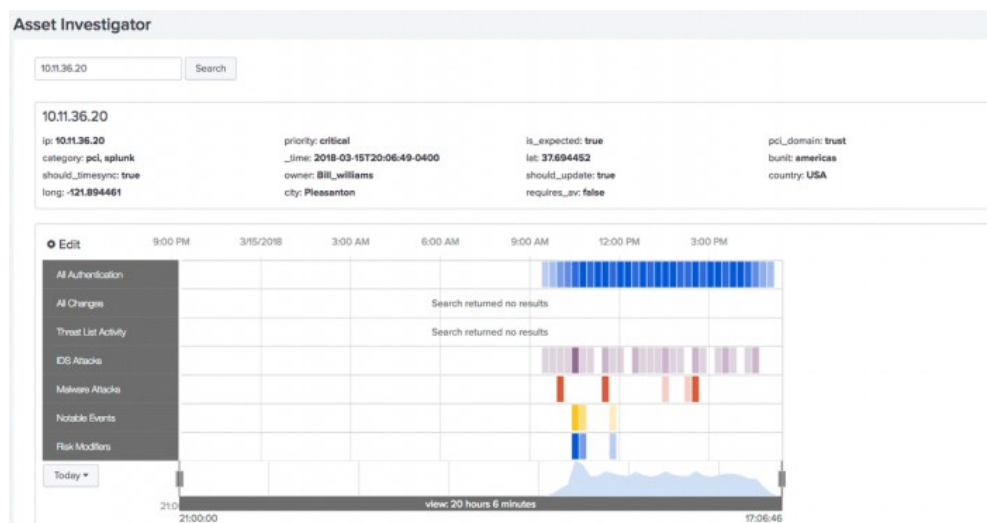 Asset Investigator
10.11.36.20 Search
10.11.36.20
ip: 10.11.36.20 priority: critical is_expected: true pci_domain: trust
category: pci, splunk _time: 2018-03-15T20:06:49-0400 lat: 37.694452 bunit: americas
should_timesync: true owner: Bill_williams should_update: true country: USA
long: -121.894461 city: Pleasanton requires_av: false
Edit 9:00 PM 3/15/2018 3:00 AM 6:00 AM 9:00 AM 12:00 PM 3:00 PM
All Authentication
All Changes Search returned no results
Threat List Activity Search returned no results
IDS Attacks
Malware Attacks
Notable Events
Risk Modifiers
Today
21:0 view: 20 hours 6 minutes
21:00:00 17:06:46